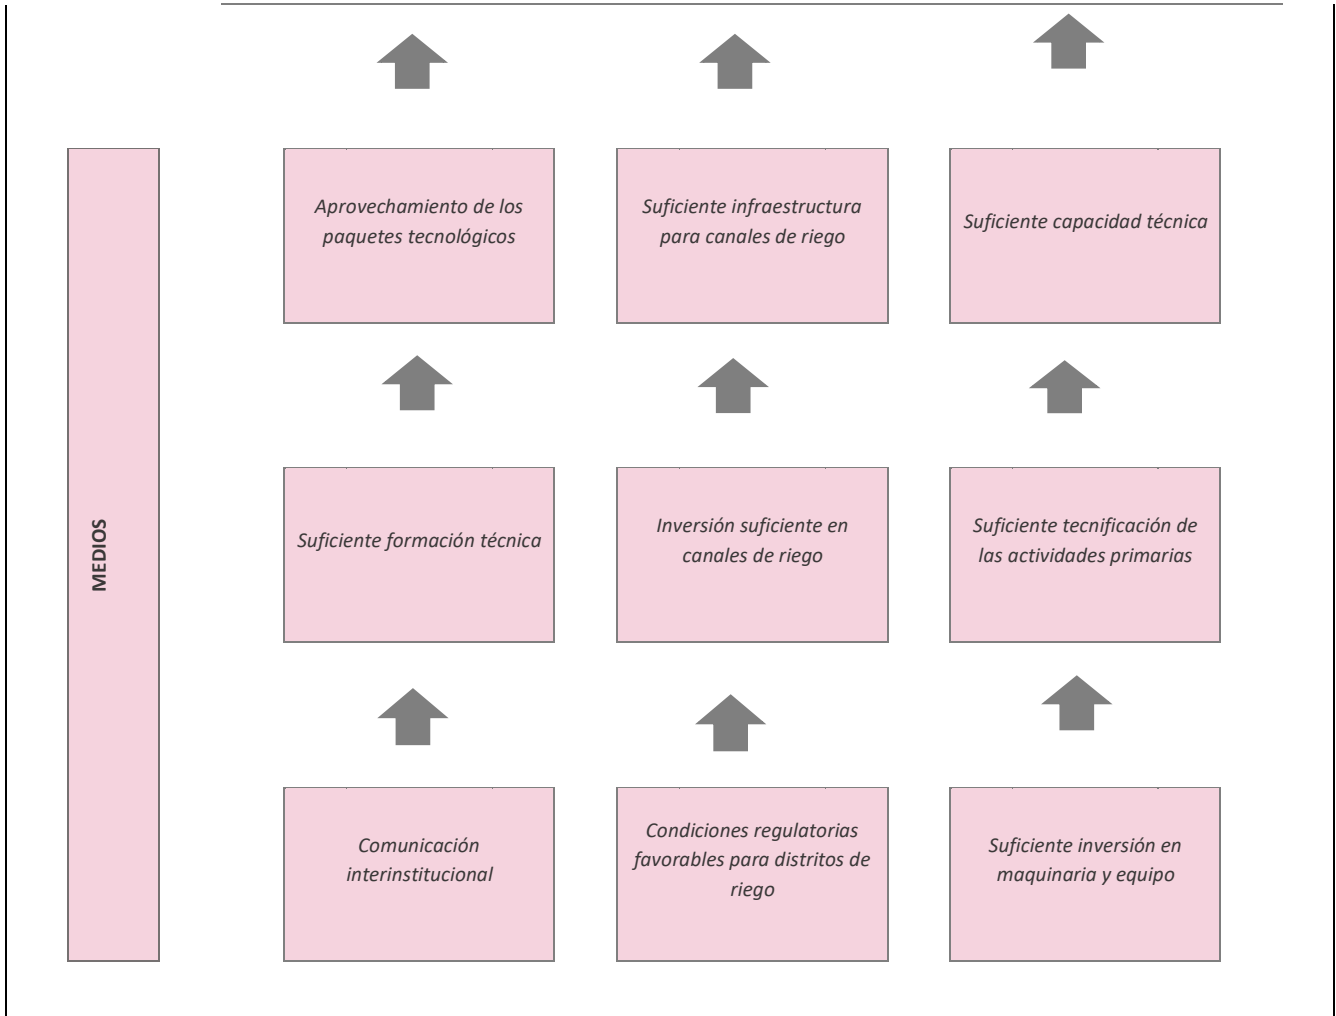 Aprovechamiento de los
paquetes tecnológicos
Suficiente infraestructura
para canales de riego
Suficiente capacidad técnica
MEDIOS
Suficiente formación técnica
Inversión suficiente en
canales de riego
Suficiente tecnificación de
las actividades primarias
Comunicación
interinstitucional
Condiciones regulatorias
favorables para distritos de
riego
Suficiente inversión en
maquinaria y equipo